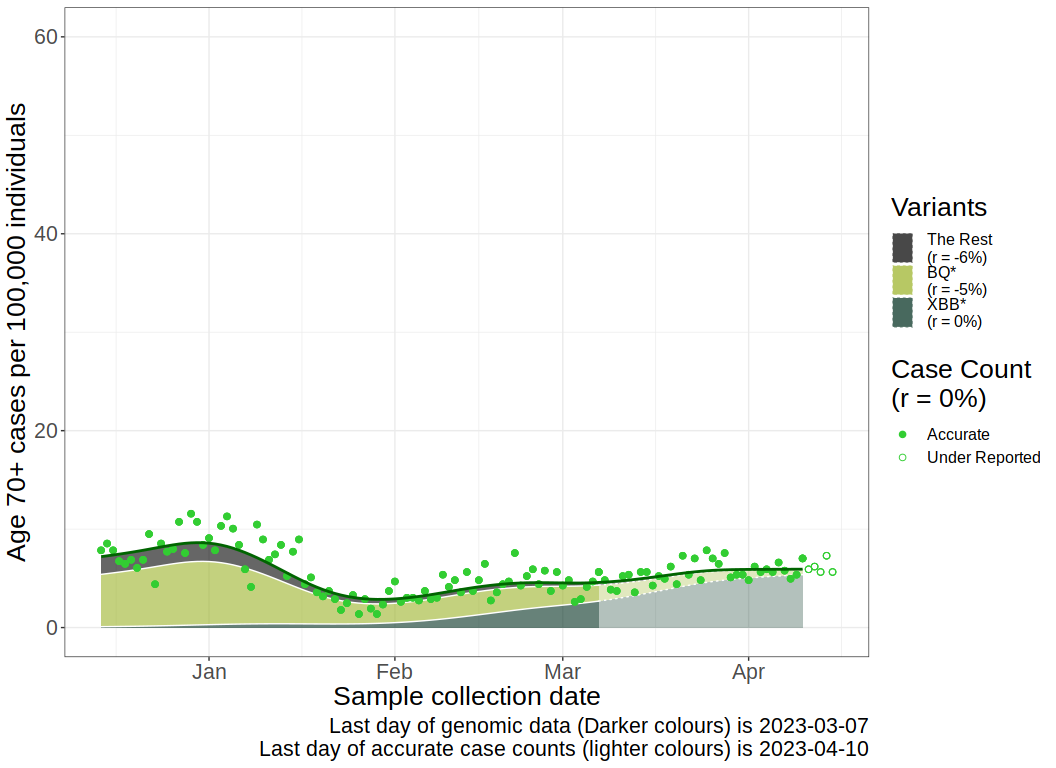 60
40
20
0
Age 70+ cases per 100,000 individuals
Jan
Feb
Mar
Apr
Sample collection date
Last day of genomic data (Darker colours) is 2023-03-07
Last day of accurate case counts (lighter colours) is 2023-04-10
Variants
The Rest
(r = -6%)
BQ*
(r = -5%)
XBB*
(r = 0%)
Case Count
(r = 0%)
Accurate
Under Reported